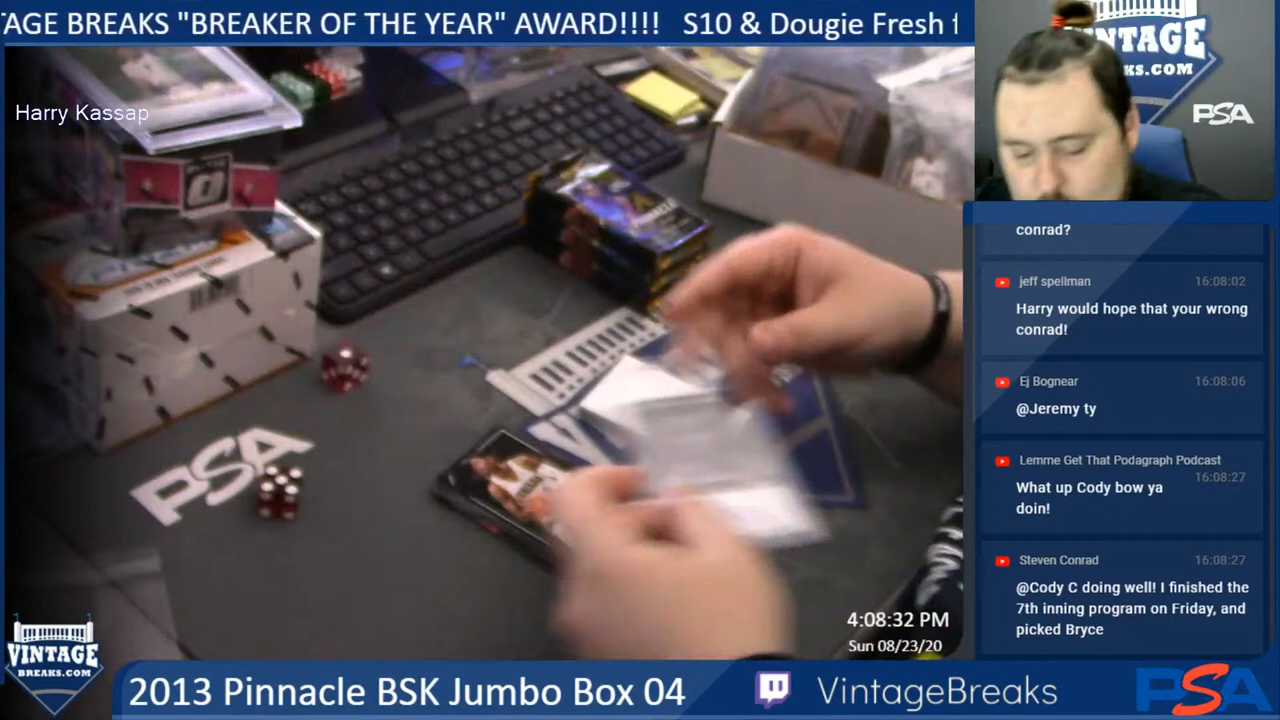 AGE BREAKS "BREAKER OF THE YEAR" AWARD!!!! S10 & Dougie Fresh f
Harry Kassap
VINTAGE
BREAKS.COM
PSA
conrad?
jeff spellman 16:08:02
Harry would hope that your wrong
conrad!
Ej Bognear 16:08:06
@Jeremy ty
Lemme Get That Podagraph Podcast
16:08:27
What up Cody bow ya
doin!
Steven Conrad 16:08:27
@Cody C doing well! I finished the
7th inning program on Friday, and
picked Bryce
PSA
4:08:32 PM
Sun 08/23/20
VINTAGE
BREAKS.COM
2013 Pinnacle BSK Jumbo Box 04
VintageBreaks
PSA